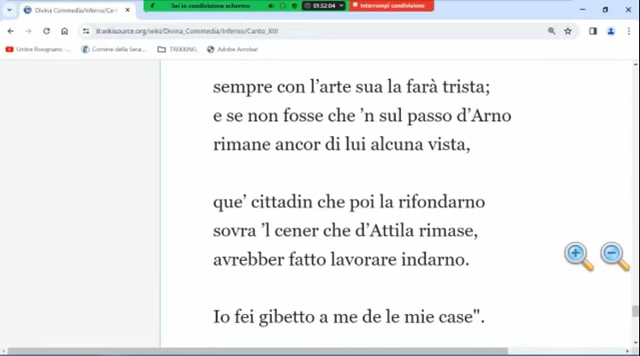 Divina Commedia/Inferno/Canto
Sei in condivisione schermo
01:52:04
Interrompi condivisione
it.wikisource.org/wiki/Divina_Commedia/Inferno/Canto_XIII
Unitre Rosignano -...
Corriere della Sera...
TREKKING
Adobe Acrobat
sempre con l'arte sua la farà trista;
e se non fosse che 'n sul passo d'Arno
rimane ancor di lui alcuna vista,
que' cittadin che poi la rifondarno
sovra 'l cener che d'Attila rimase,
avrebber fatto lavorare indarno.
Io fei gibetto a me de le mie case".